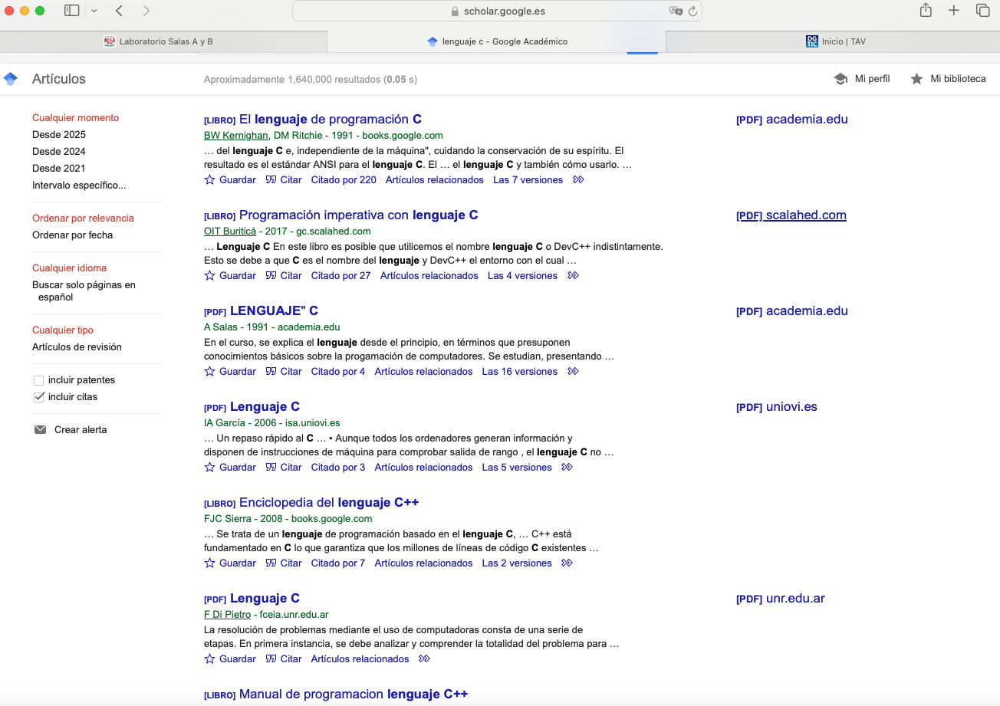 scholar.google.es
Laboratorio Salas A y B
lenguaje c - Google Académico
DGTIC Inicio | TAV
Artículos
Aproximadamente 1,640,000 resultados (0.05 s)
Mi perfil
Mi biblioteca
Cualquier momento
Desde 2025
Desde 2024
Desde 2021
Intervalo específico...
Ordenar por relevancia
Ordenar por fecha
Cualquier idioma
Buscar solo páginas en
español
Cualquier tipo
Artículos de revisión
incluir patentes
incluir citas
Crear alerta
[LIBRO] El lenguaje de programación C
[PDF] academia.edu
BW Kernighan, DM Ritchie - 1991 - books.google.com
… del lenguaje C e, independiente de la máquina", cuidando la conservación de su espíritu. El
resultado es el estándar ANSI para el lenguaje C. El … el lenguaje C y también cómo usarlo. …
Guardar Citar Citado por 220 Artículos relacionados Las 7 versiones
[LIBRO] Programación imperativa con lenguaje C
[PDF] scalahed.com
OIT Buriticá - 2017 - gc.scalahed.com
… Lenguaje C En este libro es posible que utilicemos el nombre lenguaje C o DevC++ indistintamente.
Esto se debe a que C es el nombre del lenguaje y DevC++ el entorno con el cual …
Guardar Citar Citado por 27 Artículos relacionados Las 4 versiones
[PDF] LENGUAJE" C
[PDF] academia.edu
A Salas - 1991 - academia.edu
En el curso, se explica el lenguaje desde el principio, en términos que presuponen
conocimientos básicos sobre la progamación de computadores. Se estudian, presentando …
Guardar Citar Citado por 4 Artículos relacionados Las 16 versiones
[PDF] Lenguaje C
[PDF] uniovi.es
IA García - 2006 - isa.uniovi.es
… Un repaso rápido al C … ▪ Aunque todos los ordenadores generan información y
disponen de instrucciones de máquina para comprobar salida de rango , el lenguaje C no …
Guardar Citar Citado por 3 Artículos relacionados Las 5 versiones
[LIBRO] Enciclopedia del lenguaje C++
FJC Sierra - 2008 - books.google.com
… Se trata de un lenguaje de programación basado en el lenguaje C, … C++ está
fundamentado en C lo que garantiza que los millones de líneas de código C existentes …
Guardar Citar Citado por 7 Artículos relacionados Las 2 versiones
[PDF] Lenguaje C
[PDF] unr.edu.ar
F Di Pietro - fceia.unr.edu.ar
La resolución de problemas mediante el uso de computadoras consta de una serie de
etapas. En primera instancia, se debe analizar y comprender la totalidad del problema para …
Guardar Citar Artículos relacionados
[LIBRO] Manual de programacion lenguaje C++